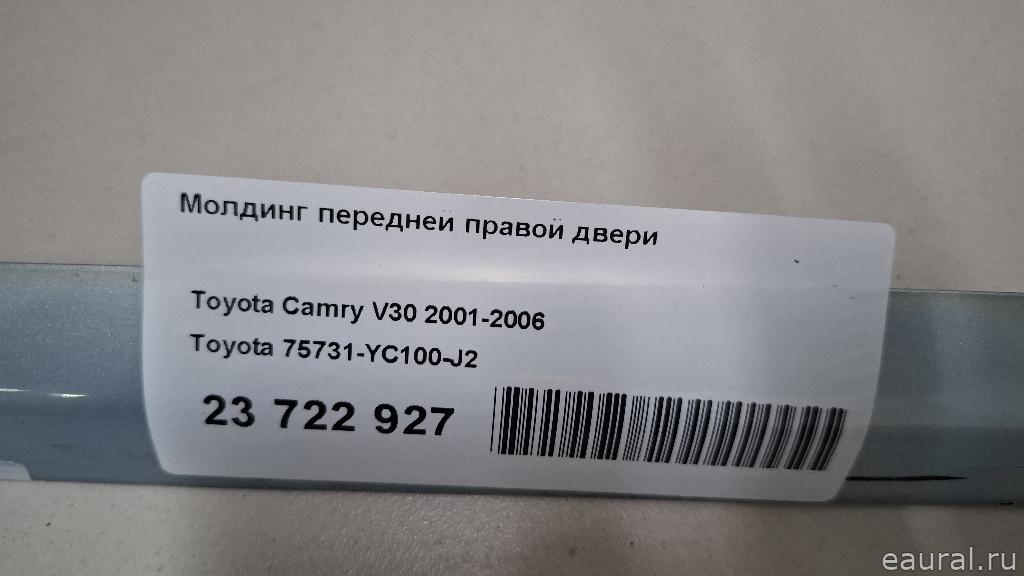 Молдинг передней правой двери
Toyota Camry V30 2001-2006
Toyota 75731-YC100-J2
23 722 927
eaural.ru